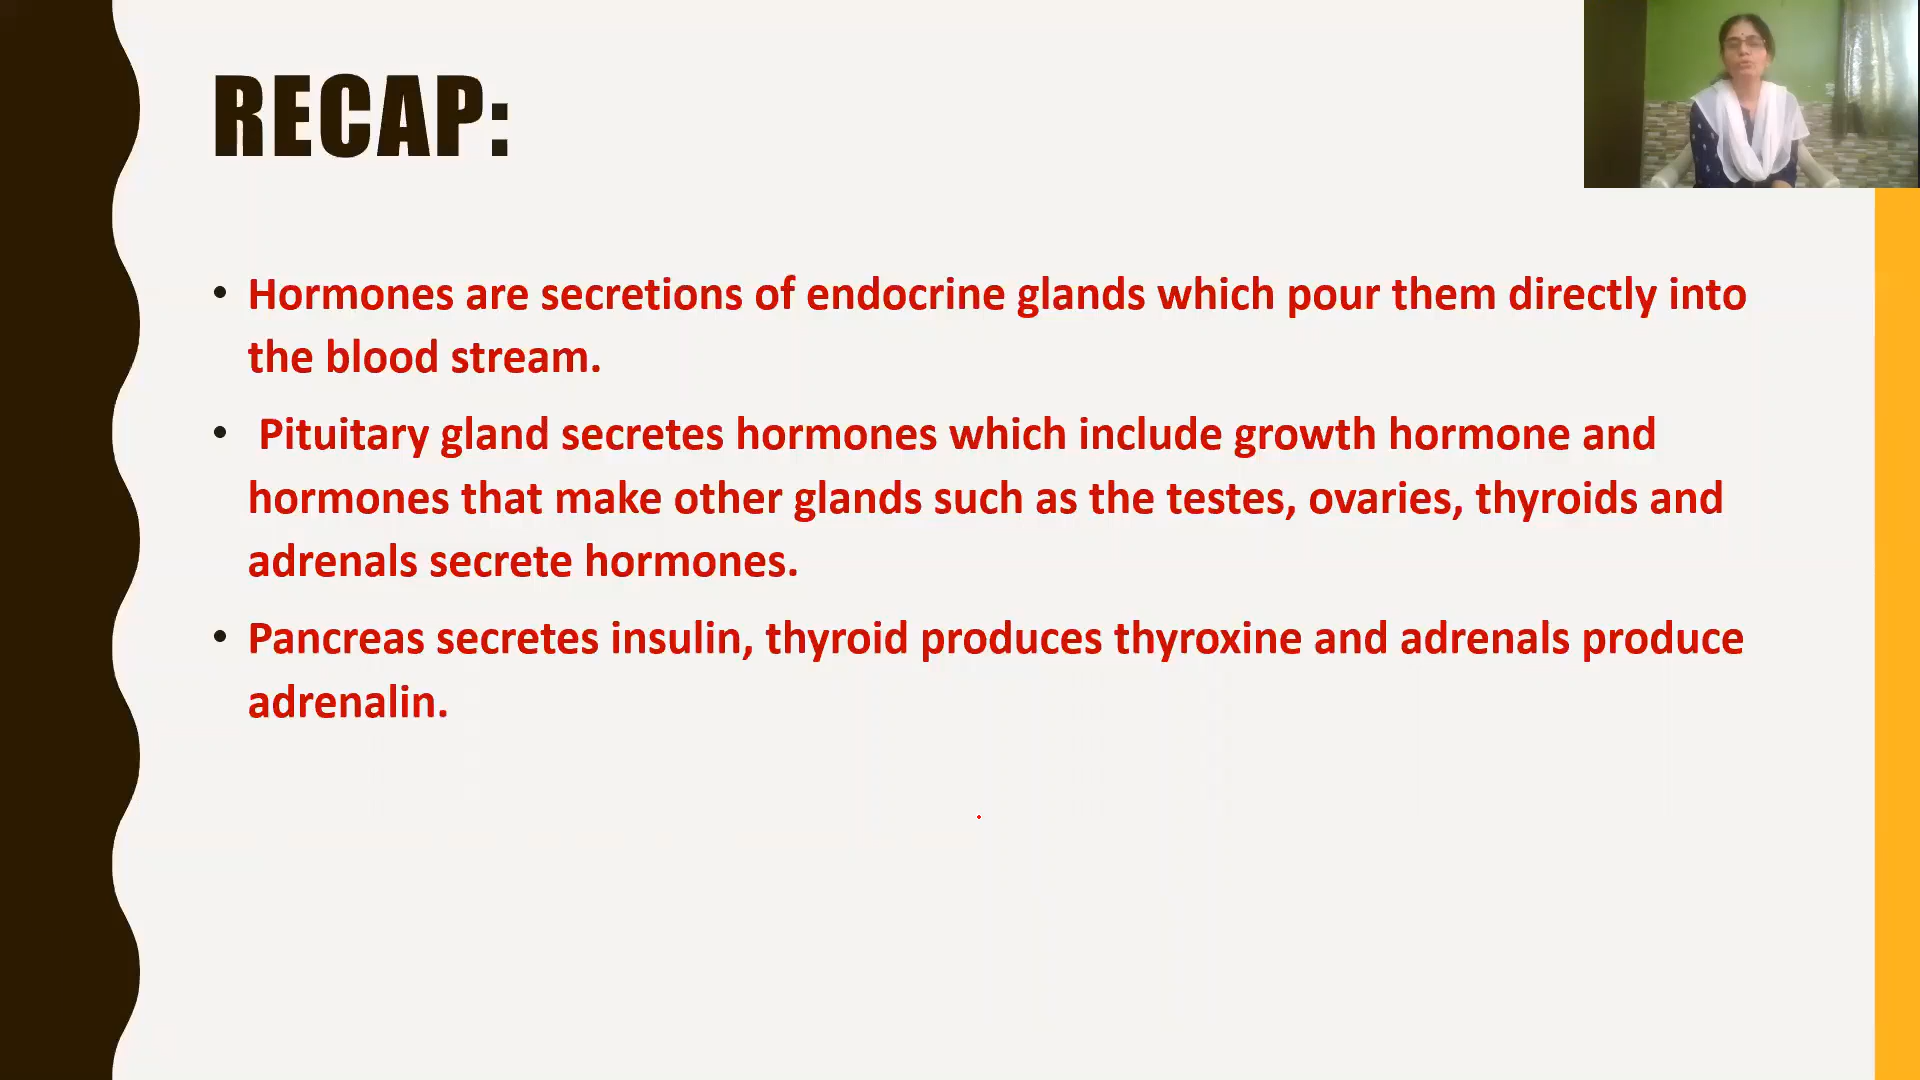 RECAP:
• Hormones are secretions of endocrine glands which pour them directly into
the blood stream.
• Pituitary gland secretes hormones which include growth hormone and
hormones that make other glands such as the testes, ovaries, thyroids and
adrenals secrete hormones.
• Pancreas secretes insulin, thyroid produces thyroxine and adrenals produce
adrenalin.